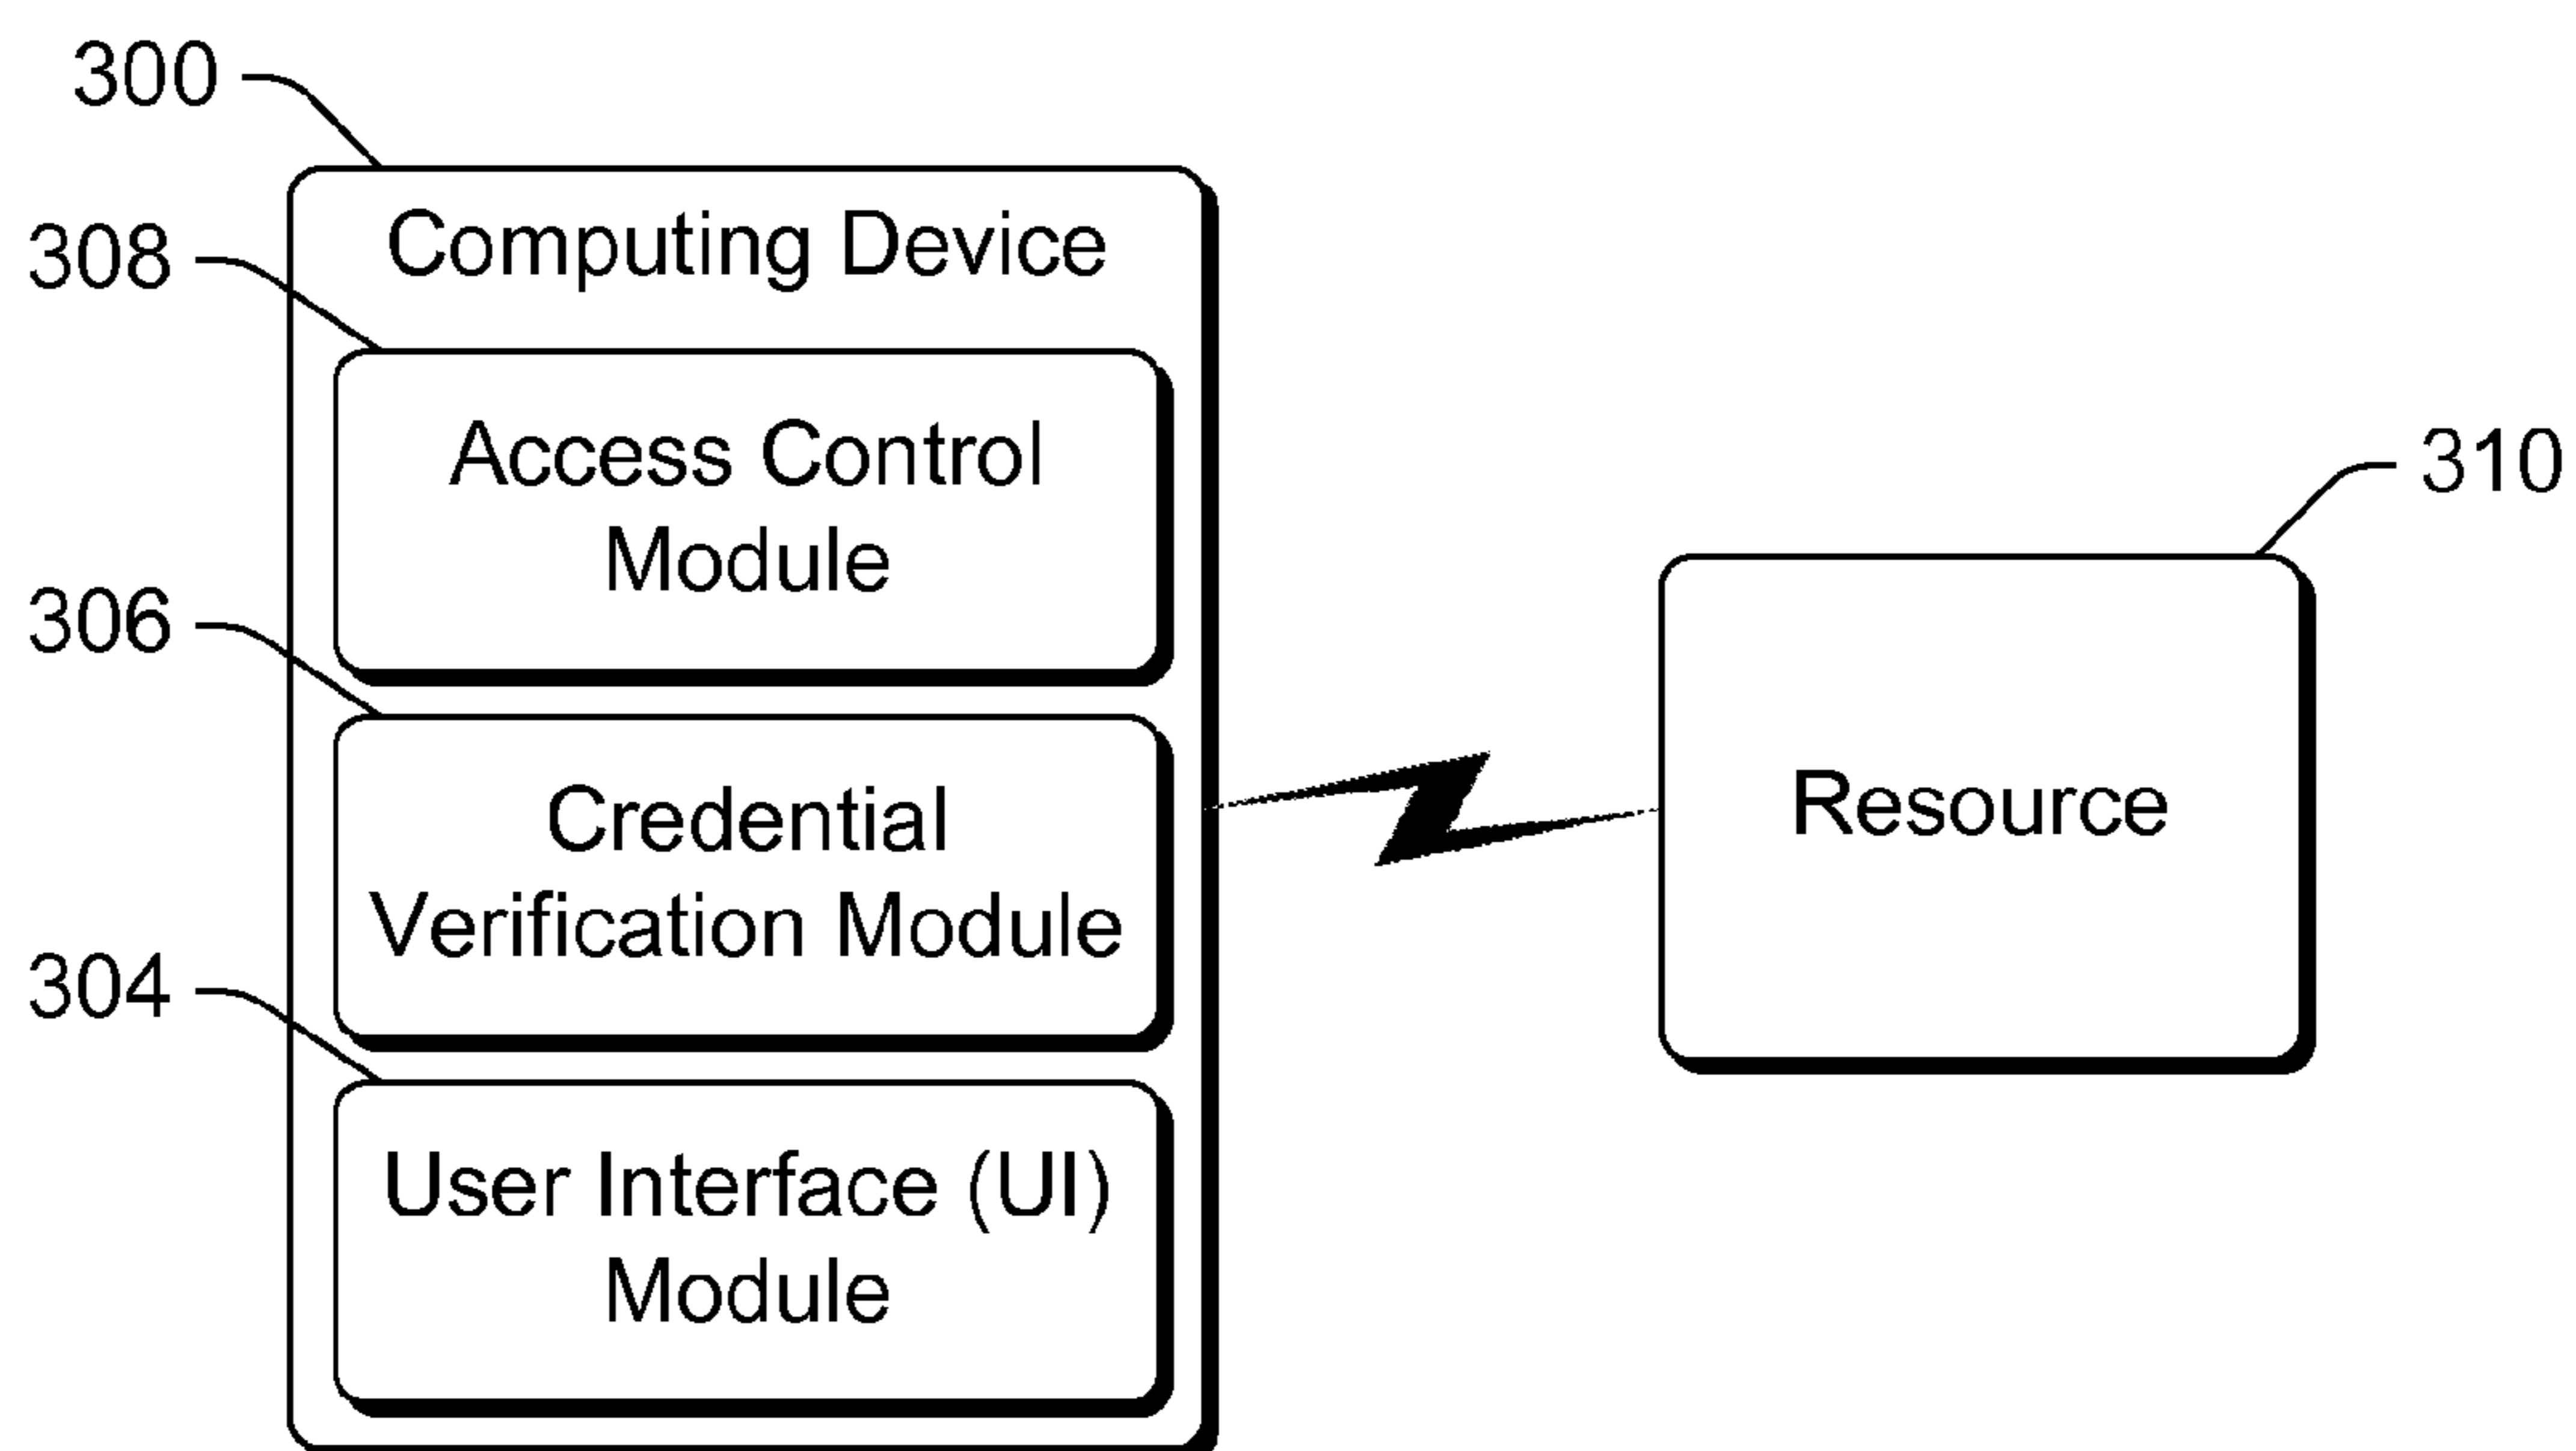 300
Computing Device
308
Access Control
Module
310
306
Credential
Verification Module
Resource
304
User Interface (UI)
Module